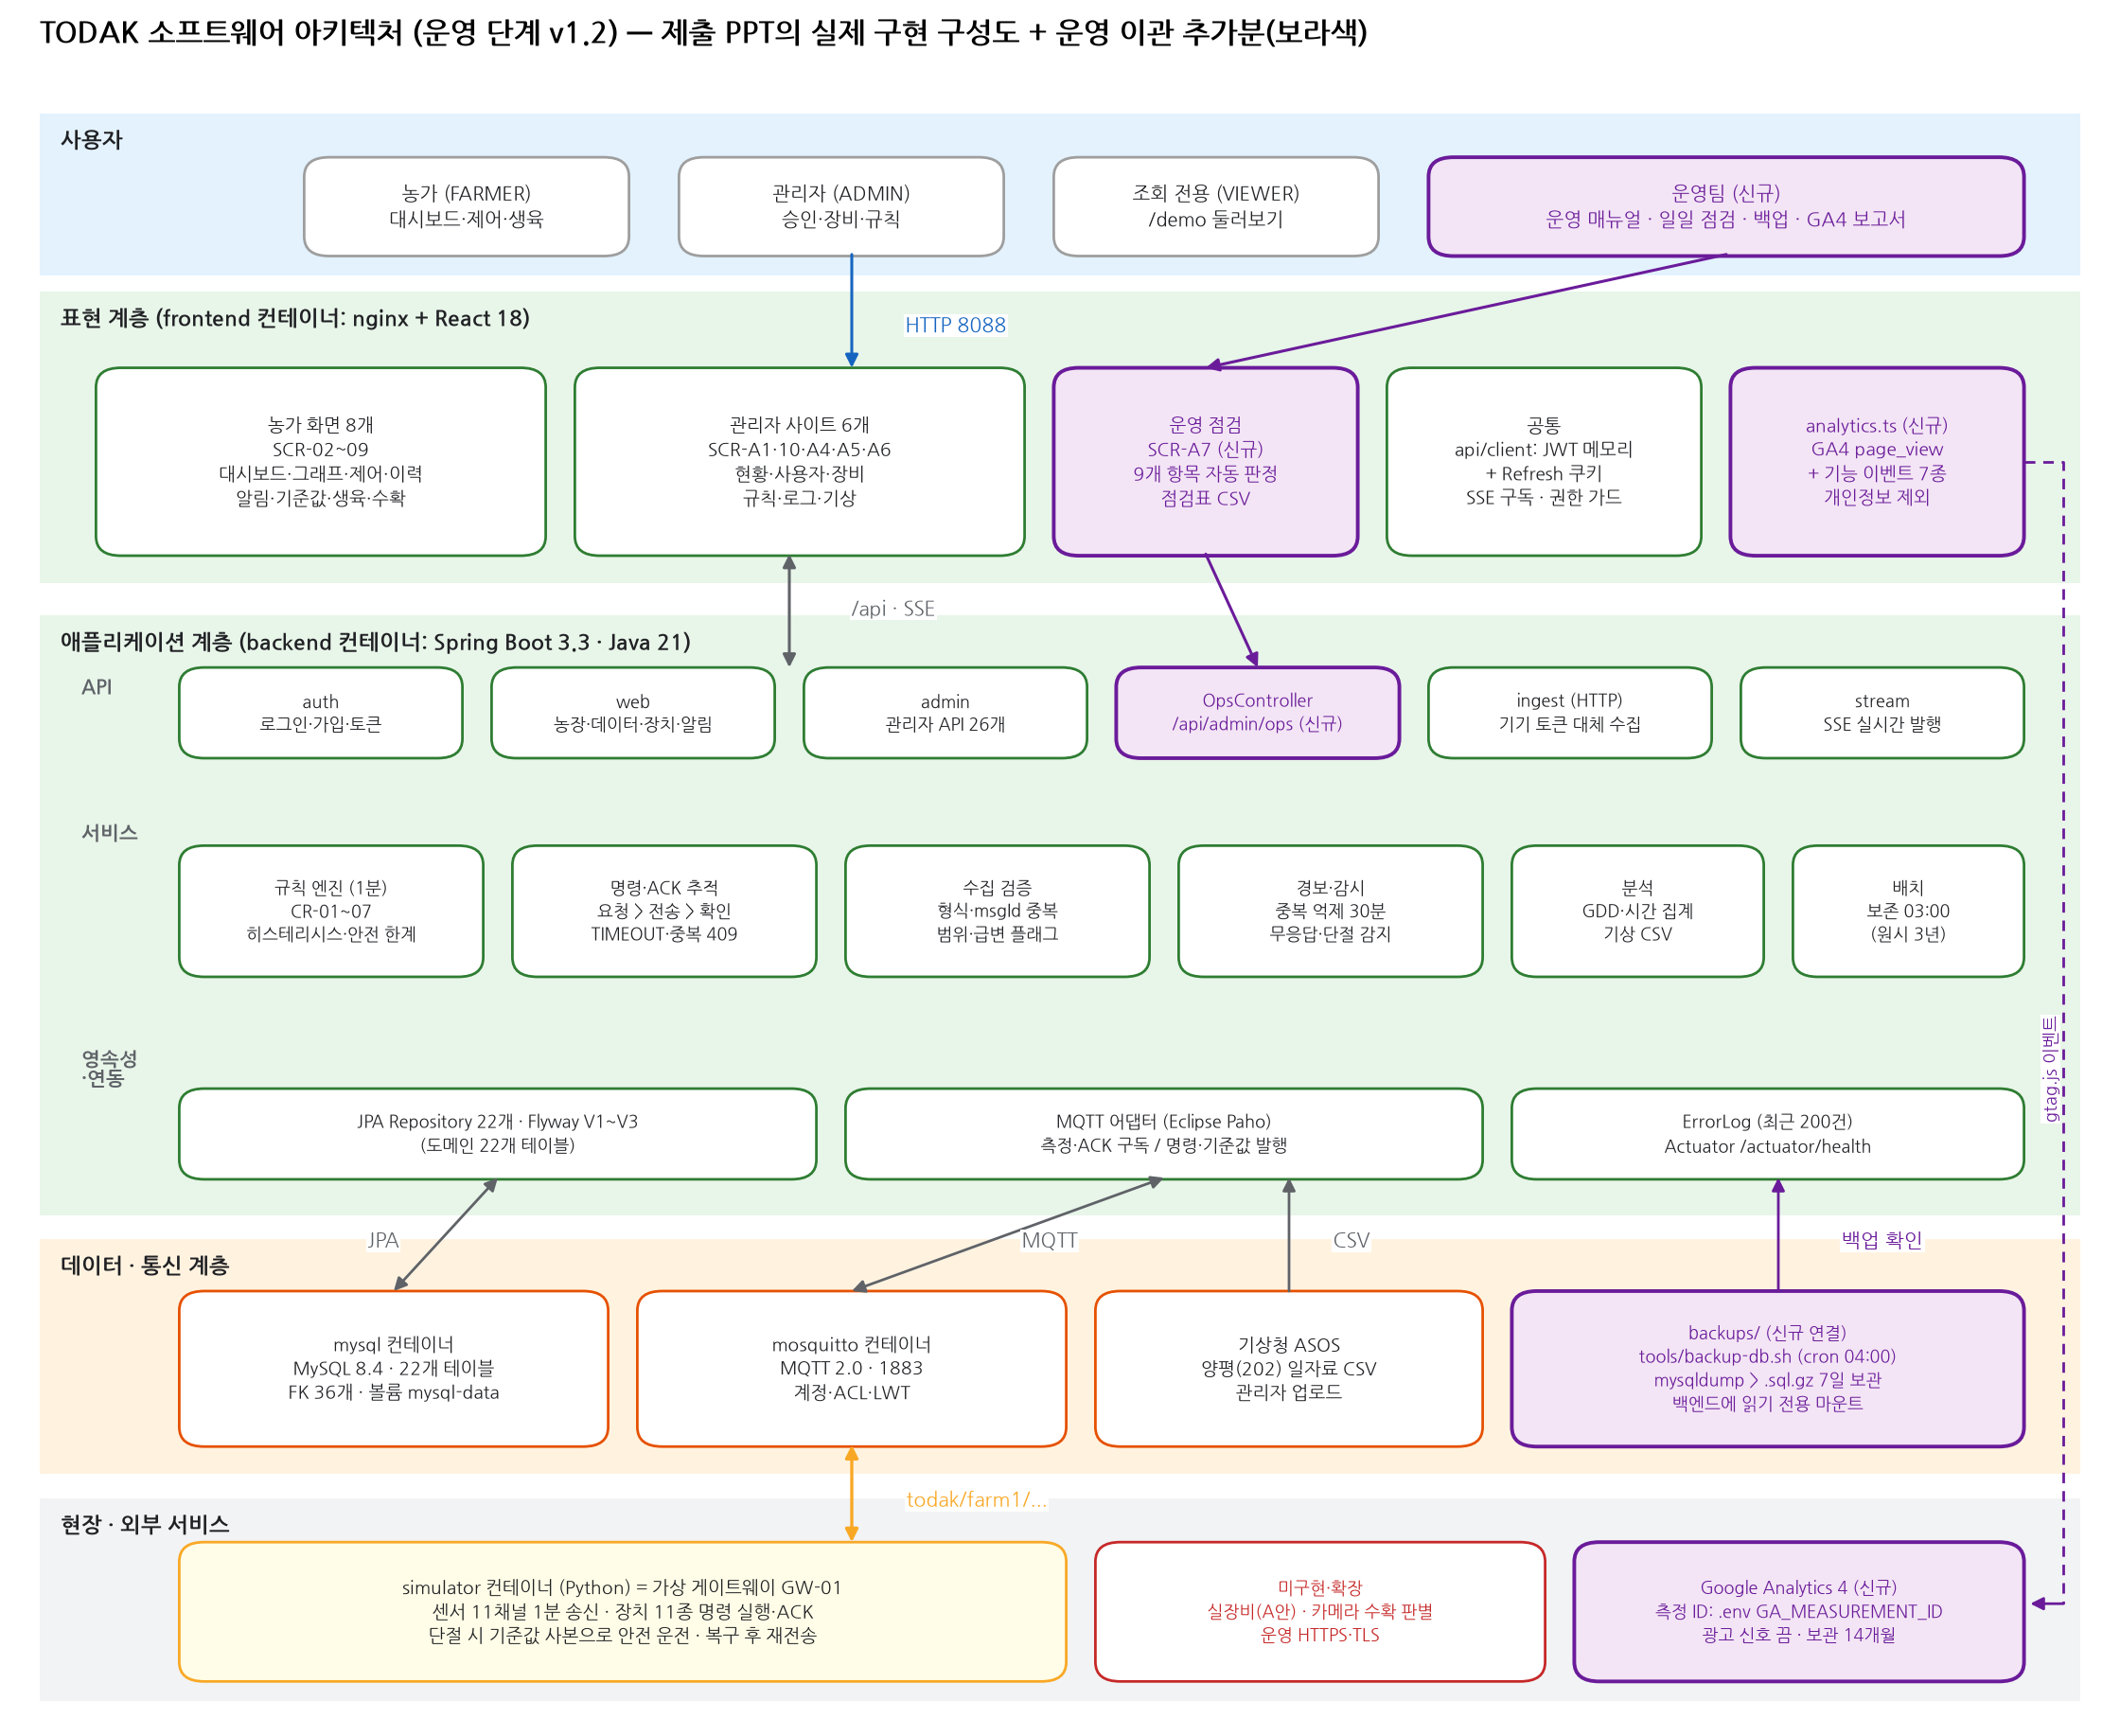 TODAK 소프트웨어 아키텍처 (운영 단계 v1.2) — 제출 PPT의 실제 구현 구성도 + 운영 이관 추가분(보라색)
사용자
농가 (FARMER)
대시보드·제어·생육
관리자 (ADMIN)
승인·장비·규칙
조회 전용 (VIEWER)
/demo 둘러보기
운영팀 (신규)
운영 매뉴얼 · 일일 점검 · 백업 · GA4 보고서
표현 계층 (frontend 컨테이너: nginx + React 18)
HTTP 8088
농가 화면 8개
SCR-02~09
대시보드·그래프·제어·이력
알림·기준값·생육·수확
관리자 사이트 6개
SCR-A1·10·A4·A5·A6
현황·사용자·장비
규칙·로그·기상
운영 점검
SCR-A7 (신규)
9개 항목 자동 판정
점검표 CSV
공통
api/client: JWT 메모리
+ Refresh 쿠키
SSE 구독 · 권한 가드
analytics.ts (신규)
GA4 page_view
+ 기능 이벤트 7종
개인정보 제외
/api · SSE
애플리케이션 계층 (backend 컨테이너: Spring Boot 3.3 · Java 21)
API
auth
로그인·가입·토큰
web
농장·데이터·장치·알림
admin
관리자 API 26개
OpsController
/api/admin/ops (신규)
ingest (HTTP)
기기 토큰 대체 수집
stream
SSE 실시간 발행
서비스
규칙 엔진 (1분)
CR-01~07
히스테리시스·안전 한계
명령·ACK 추적
요청 > 전송 > 확인
TIMEOUT·중복 409
수집 검증
형식·msgId 중복
범위·급변 플래그
경보·감시
중복 억제 30분
무응답·단절 감지
분석
GDD·시간 집계
기상 CSV
배치
보존 03:00
(원시 3년)
gtag.js 이벤트
영속성
·연동
JPA Repository 22개 · Flyway V1~V3
(도메인 22개 테이블)
MQTT 어댑터 (Eclipse Paho)
측정·ACK 구독 / 명령·기준값 발행
ErrorLog (최근 200건)
Actuator /actuator/health
JPA
MQTT
CSV
백업 확인
데이터 · 통신 계층
mysql 컨테이너
MySQL 8.4 · 22개 테이블
FK 36개 · 볼륨 mysql-data
mosquitto 컨테이너
MQTT 2.0 · 1883
계정·ACL·LWT
기상청 ASOS
양평(202) 일자료 CSV
관리자 업로드
backups/ (신규 연결)
tools/backup-db.sh (cron 04:00)
mysqldump > .sql.gz 7일 보관
백엔드에 읽기 전용 마운트
todak/farm1/...
현장 · 외부 서비스
simulator 컨테이너 (Python) = 가상 게이트웨이 GW-01
센서 11채널 1분 송신 · 장치 11종 명령 실행·ACK
단절 시 기준값 사본으로 안전 운전 · 복구 후 재전송
미구현·확장
실장비(A안) · 카메라 수확 판별
운영 HTTPS·TLS
Google Analytics 4 (신규)
측정 ID: .env GA_MEASUREMENT_ID
광고 신호 끔 · 보관 14개월